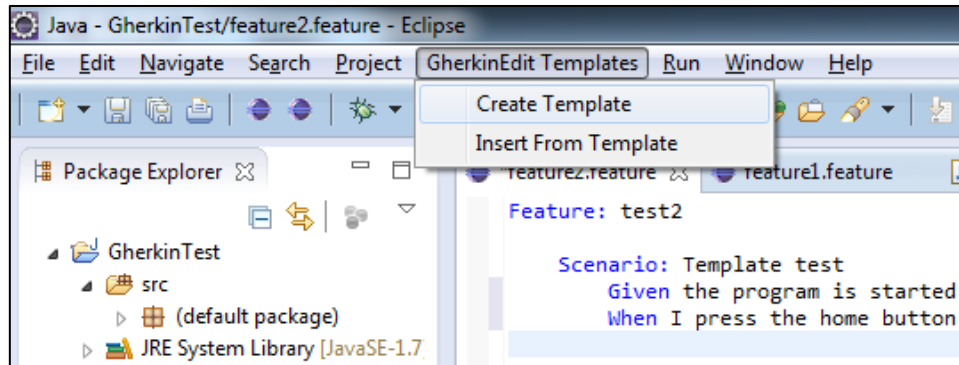 Java - GherkinTest/feature2.feature - Eclipse
File Edit Navigate Search Project GherkinEdit Templates Run Window Help
Create Template
Insert From Template
Package Explorer
*feature2.feature feature1.feature
GherkinTest
src
(default package)
JRE System Library [JavaSE-1.7
Feature: test2
Scenario: Template test
Given the program is started
When I press the home button